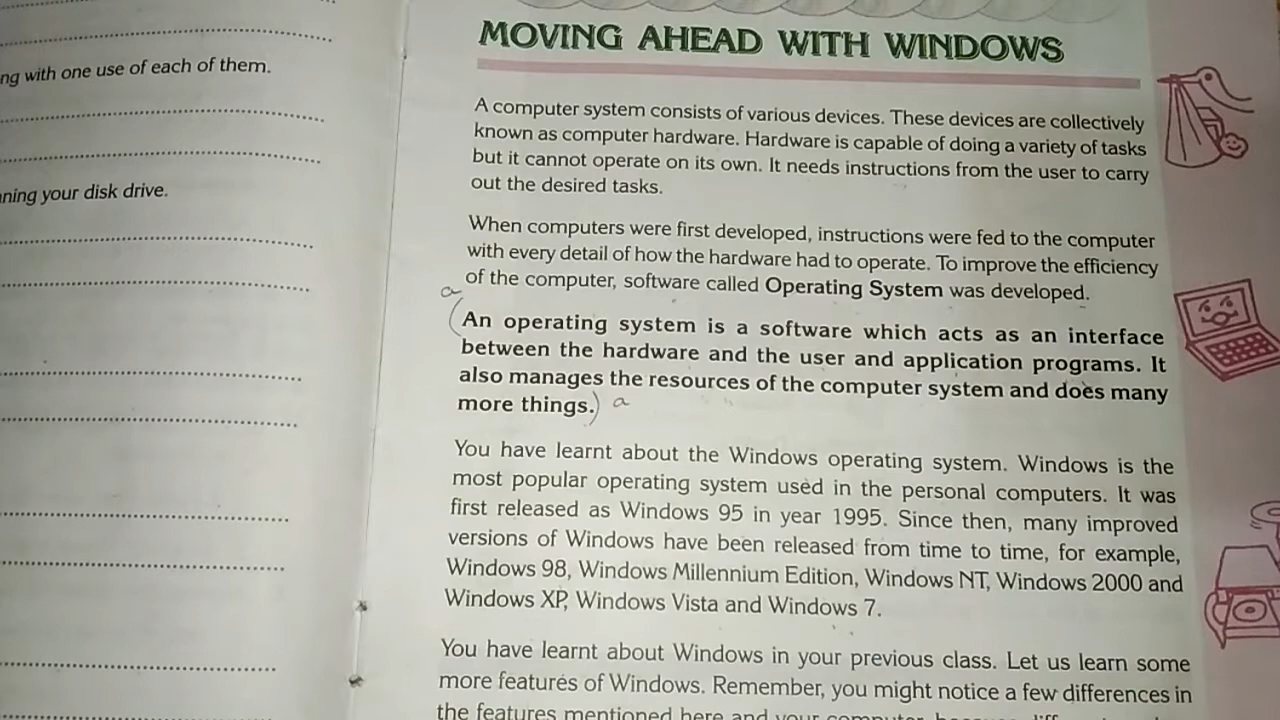 ng with one use of each of them.
ning your disk drive.
MOVING AHEAD WITH WINDOWS
A computer system consists of various devices. These devices are collectively
known as computer hardware. Hardware is capable of doing a variety of tasks
but it cannot operate on its own. It needs instructions from the user to carry
out the desired tasks.
When computers were first developed, instructions were fed to the computer
with every detail of how the hardware had to operate. To improve the efficiency
of the computer, software called Operating System was developed.
a
(An operating system is a software which acts as an interface
between the hardware and the user and application programs. It
also manages the resources of the computer system and does many
more things.) a
You have learnt about the Windows operating system. Windows is the
most popular operating system used in the personal computers. It was
first released as Windows 95 in year 1995. Since then, many improved
versions of Windows have been released from time to time, for example,
Windows 98, Windows Millennium Edition, Windows NT, Windows 2000 and
Windows XP, Windows Vista and Windows 7.
You have learnt about Windows in your previous class. Let us learn some
more features of Windows. Remember, you might notice a few differences in
the features mentioned here and your computer